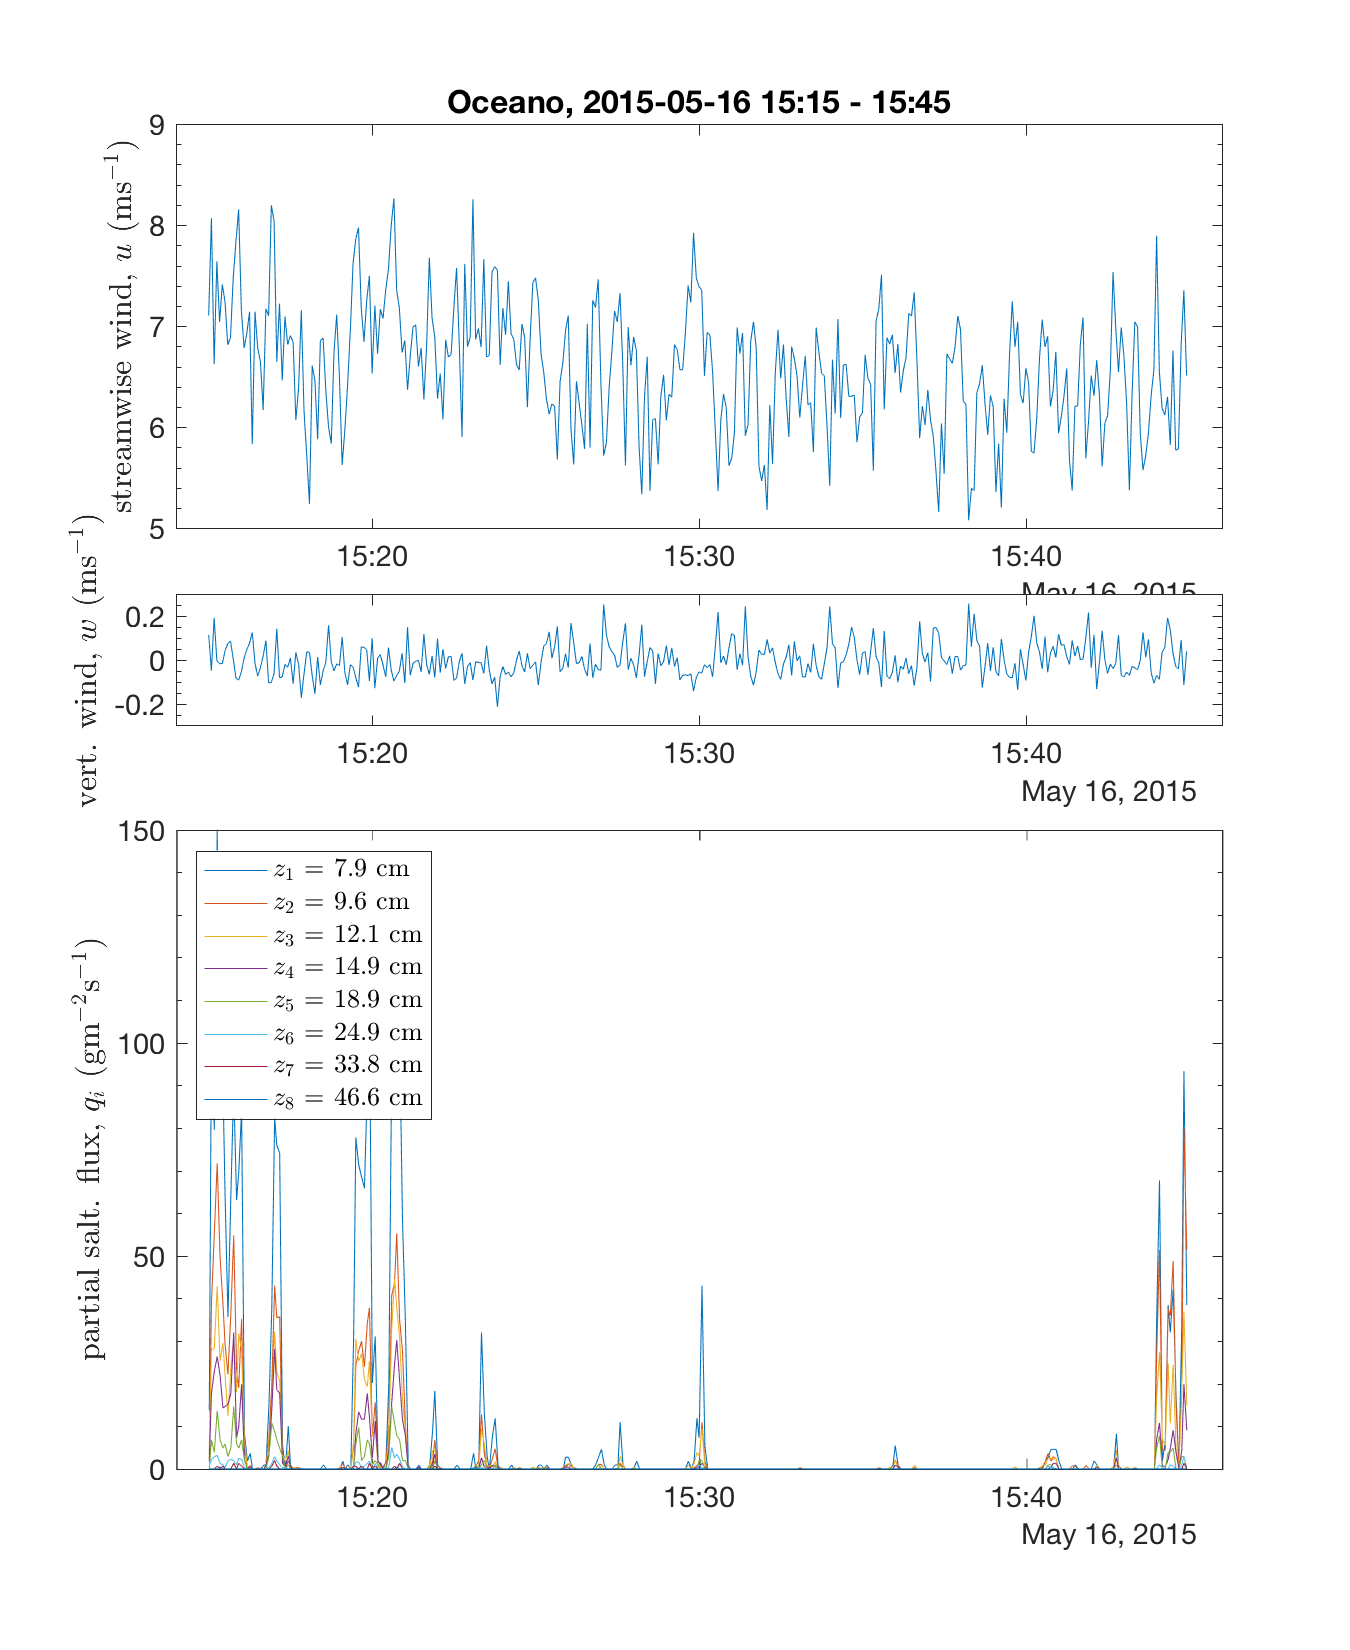 Oceano, 2015-05-16 15:15 - 15:45
streamwise wind, u (ms⁻¹)
9
8
7
6
5
15:20 15:30 15:40
May 16, 2015
vert. wind, w (ms⁻¹)
0.2
0
-0.2
15:20 15:30 15:40
May 16, 2015
partial salt. flux, qᵢ (gm⁻²s⁻¹)
150
100
50
0
z₁ = 7.9 cm
z₂ = 9.6 cm
z₃ = 12.1 cm
z₄ = 14.9 cm
z₅ = 18.9 cm
z₆ = 24.9 cm
z₇ = 33.8 cm
z₈ = 46.6 cm
15:20 15:30 15:40
May 16, 2015